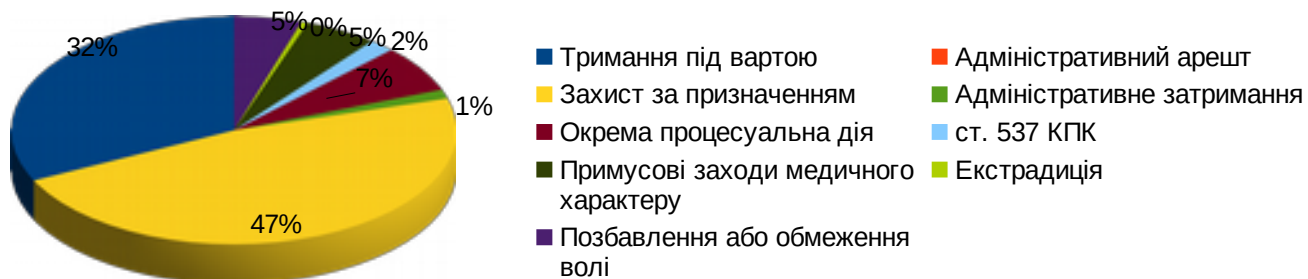 5%
0%
5%
2%
32%
7%
1%
47%
Тримання під вартою
Захист за призначенням
Окрема процесуальна дія
Примусові заходи медичного
характеру
Позбавлення або обмеження
волі
Адміністративний арешт
Адміністративне затримання
ст. 537 КПК
Екстрадиція